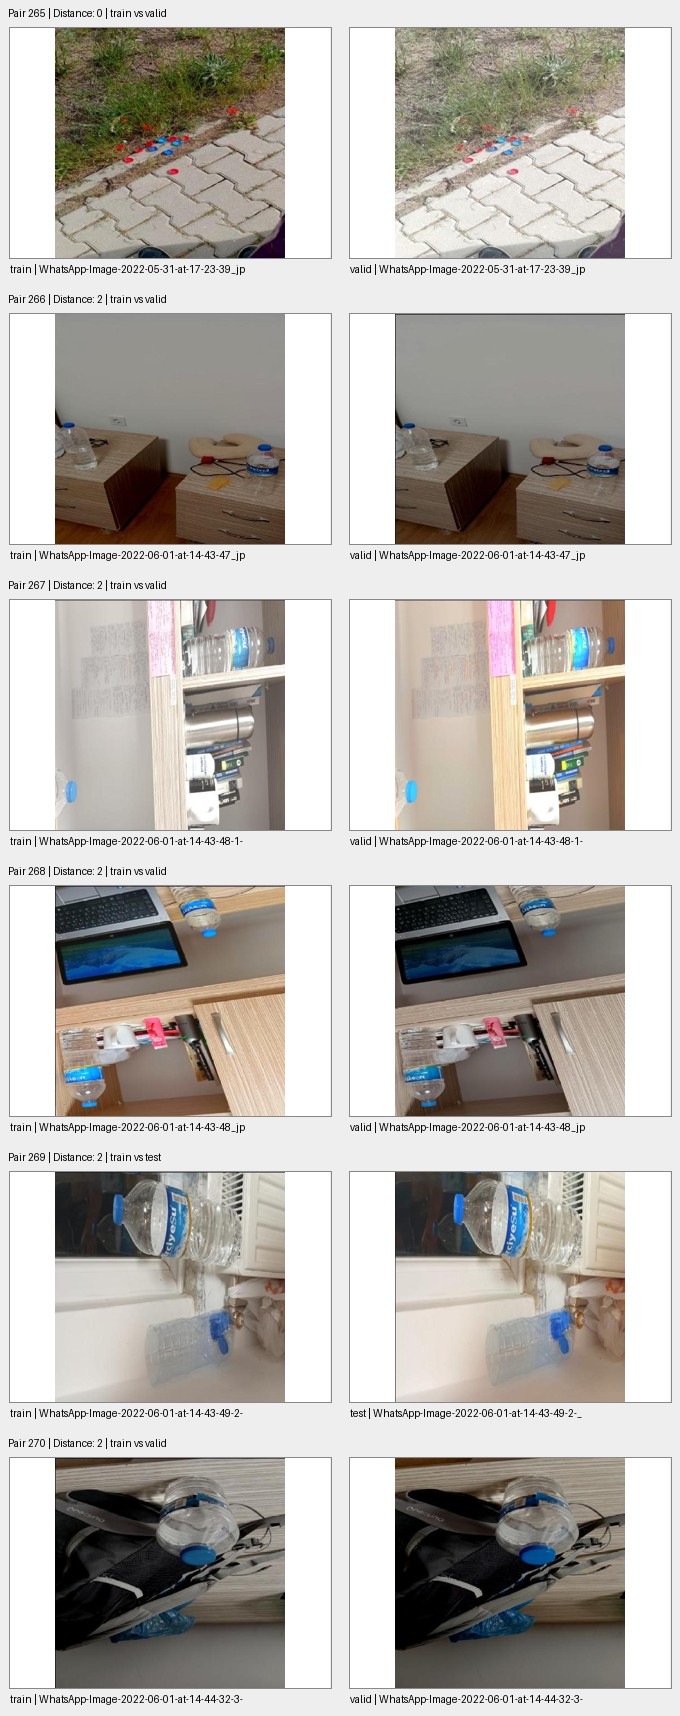 Pair 265 | Distance: 0 | train vs valid
train | WhatsApp-Image-2022-05-31-at-17-23-39_jp
valid | WhatsApp-Image-2022-05-31-at-17-23-39_jp
Pair 266 | Distance: 2 | train vs valid
train | WhatsApp-Image-2022-06-01-at-14-43-47_jp
valid | WhatsApp-Image-2022-06-01-at-14-43-47_jp
Pair 267 | Distance: 2 | train vs valid
train | WhatsApp-Image-2022-06-01-at-14-43-48-1-
valid | WhatsApp-Image-2022-06-01-at-14-43-48-1-
Pair 268 | Distance: 2 | train vs valid
train | WhatsApp-Image-2022-06-01-at-14-43-48_jp
valid | WhatsApp-Image-2022-06-01-at-14-43-48_jp
Pair 269 | Distance: 2 | train vs test
train | WhatsApp-Image-2022-06-01-at-14-43-49-2-
test | WhatsApp-Image-2022-06-01-at-14-43-49-2-_
Pair 270 | Distance: 2 | train vs valid
train | WhatsApp-Image-2022-06-01-at-14-44-32-3-
valid | WhatsApp-Image-2022-06-01-at-14-44-32-3-